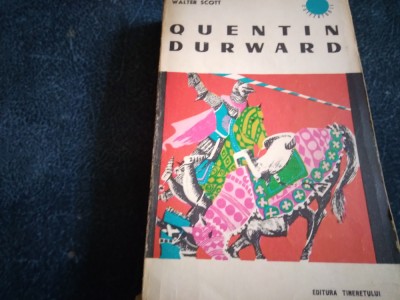 WALTER SCOTT
QUENTIN
DURWARD
EDITURA TINERETULUI